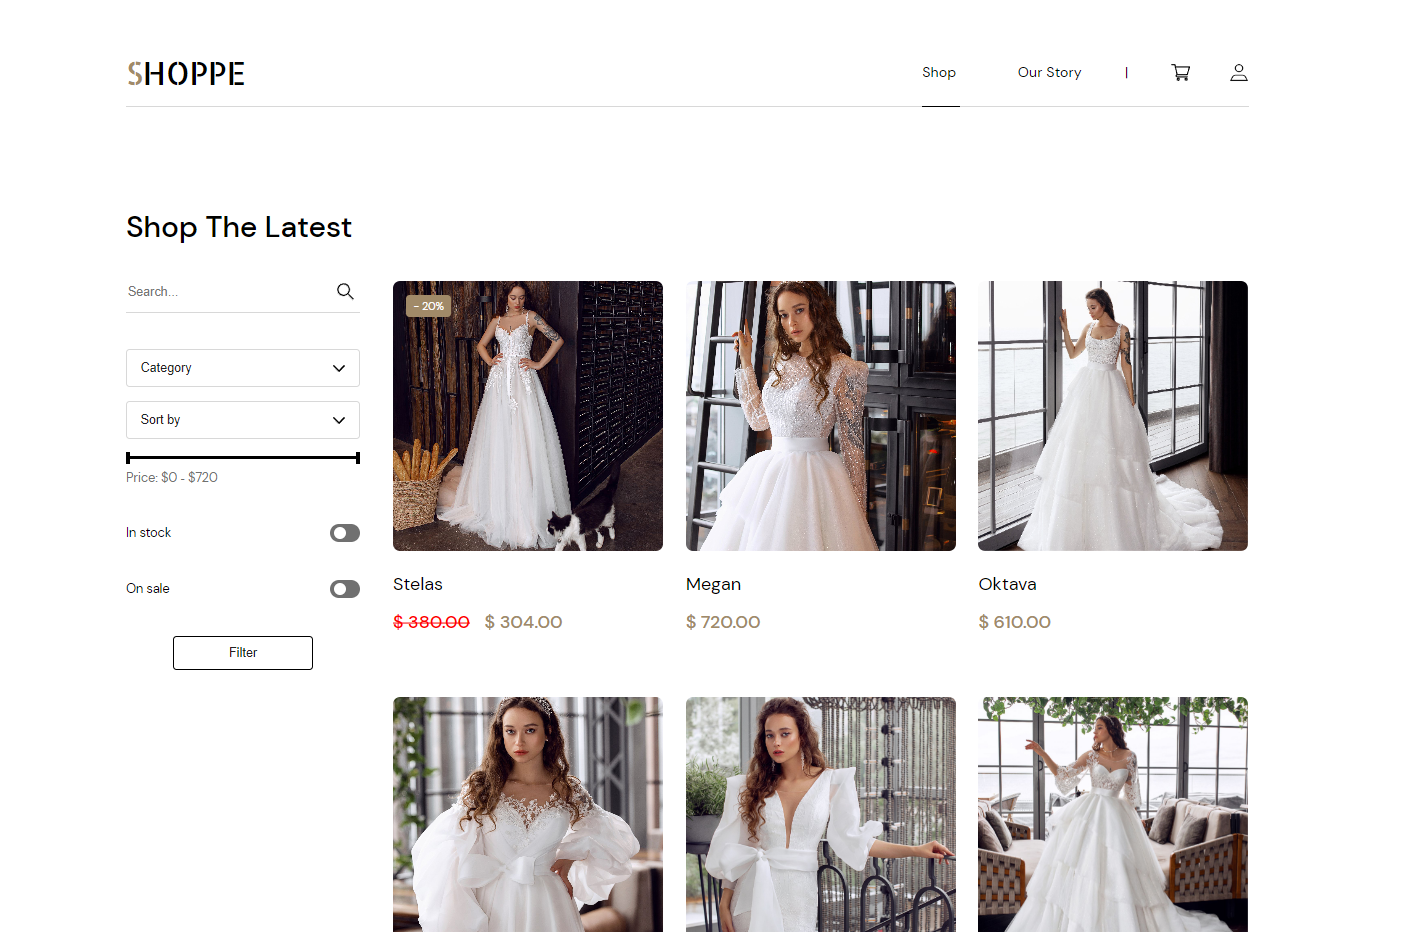 SHOPPE
Shop
Our Story
|
Shop The Latest
Search...
Category
Sort by
Price: $0 - $720
In stock
On sale
Filter
- 20%
Stelas
$ 380.00 $ 304.00
Megan
$ 720.00
Oktava
$ 610.00